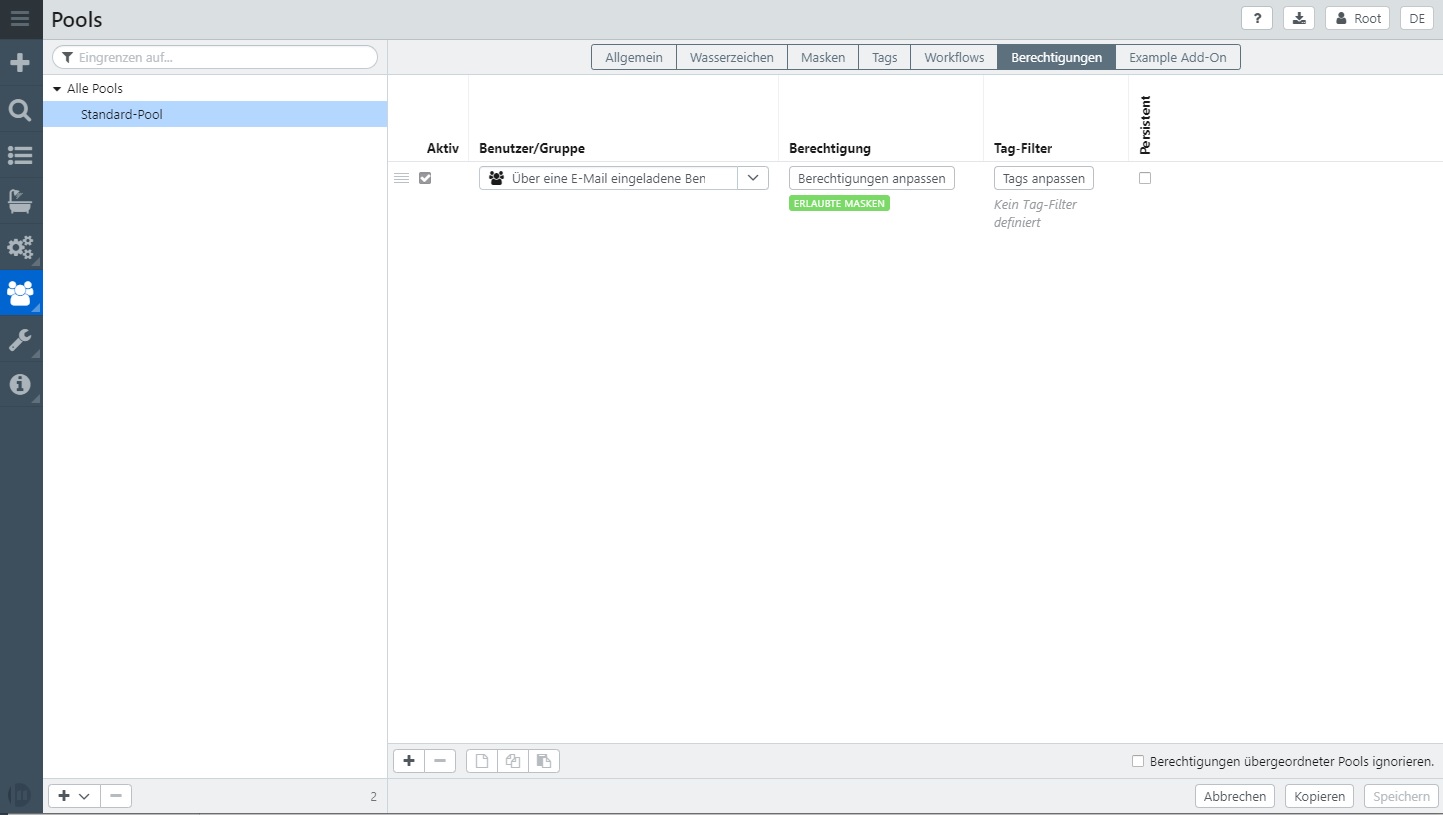 Pools
?
Root
DE
Eingrenzen auf...
Allgemein
Wasserzeichen
Masken
Tags
Workflows
Berechtigungen
Example Add-On
Alle Pools
Standard-Pool
Aktiv
Benutzer/Gruppe
Berechtigung
Tag-Filter
Persistent
Über eine E-Mail eingeladene Ben
Berechtigungen anpassen
Tags anpassen
ERLAUBTE MASKEN
Kein Tag-Filter
definiert
Berechtigungen übergeordneter Pools ignorieren.
2
Abbrechen
Kopieren
Speichern